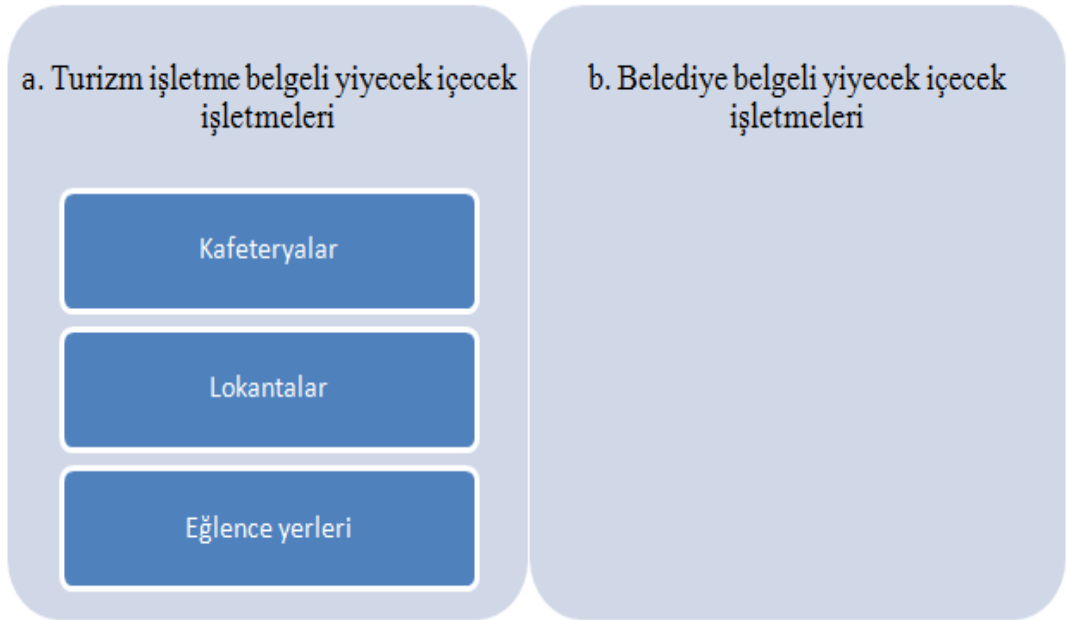 a. Turizm işletme belgeli yiyecek içecek
işletmeleri
Kafeteryalar
Lokantalar
Eğlence yerleri
b. Belediye belgeli yiyecek içecek
işletmeleri